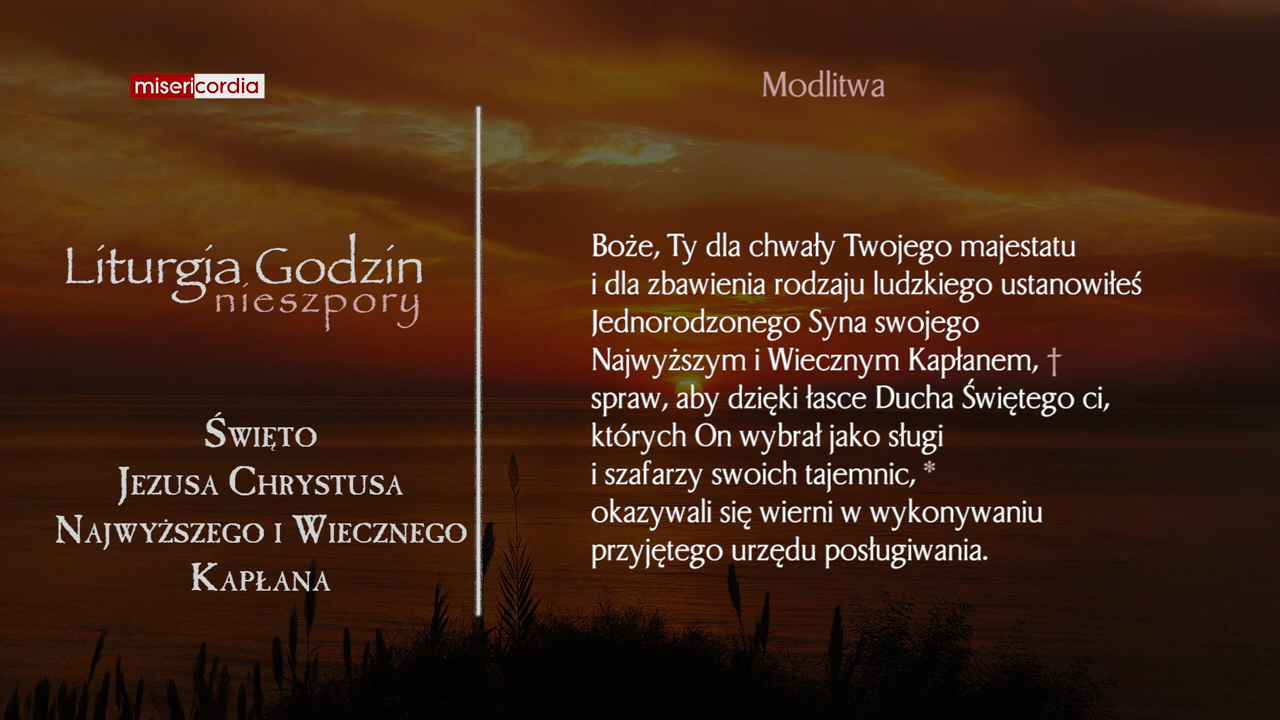 misericordia
Liturgia Godzin
nieszpory
Święto
Jezusa Chrystusa
Najwyższego i Wiecznego
Kapłana
Modlitwa
Boże, Ty dla chwały Twojego majestatu
i dla zbawienia rodzaju ludzkiego ustanowiłeś
Jednorodzonego Syna swojego
Najwyższym i Wiecznym Kapłanem, †
spraw, aby dzięki łasce Ducha Świętego ci,
których On wybrał jako sługi
i szafarzy swoich tajemnic, *
okazywali się wierni w wykonywaniu
przyjętego urzędu posługiwania.